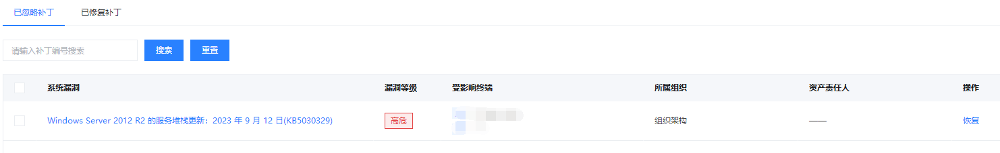 已忽略补丁 已修复补丁
请输入补丁编号搜索 搜索 重置
系统漏洞 漏洞等级 受影响终端 所属组织 资产责任人 操作
Windows Server 2012 R2 的服务堆栈更新：2023 年 9 月 12 日(KB5030329) 高危 组织架构 —— 恢复